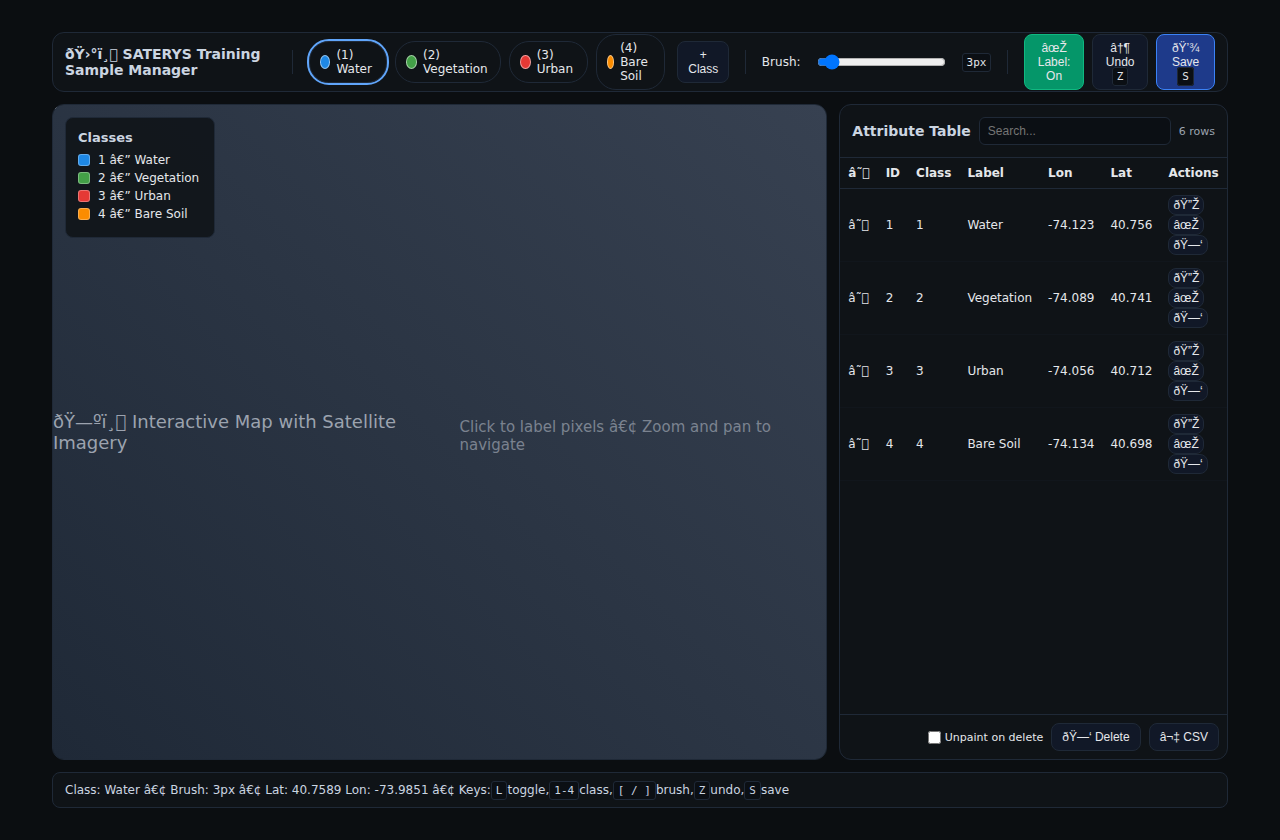 ðŸ›°ï¸ SATERYS Training
Sample Manager
(1)
Water
(2)
Vegetation
(3)
Urban
(4)
Bare
Soil
+
Class
Brush:
3px
âœŽ
Label:
On
â†¶
Undo
Z
ðŸ’¾
Save
S
Classes
1 â€” Water
2 â€” Vegetation
3 â€” Urban
4 â€” Bare Soil
ðŸ—ºï¸ Interactive Map with Satellite
Imagery
Click to label pixels â€¢ Zoom and pan to
navigate
Attribute Table
Search...
6 rows
â˜ ID Class Label Lon Lat Actions
â˜ 1 1 Water -74.123 40.756 ðŸ”Ž
âœŽ
ðŸ—‘
â˜ 2 2 Vegetation -74.089 40.741 ðŸ”Ž
âœŽ
ðŸ—‘
â˜ 3 3 Urban -74.056 40.712 ðŸ”Ž
âœŽ
ðŸ—‘
â˜ 4 4 Bare Soil -74.134 40.698 ðŸ”Ž
âœŽ
ðŸ—‘
Unpaint on delete ðŸ—‘ Delete â¬‡ CSV
Class: Water â€¢ Brush: 3px â€¢ Lat: 40.7589 Lon: -73.9851 â€¢ Keys: L toggle, 1-4 class, [ / ] brush, Z undo, S save